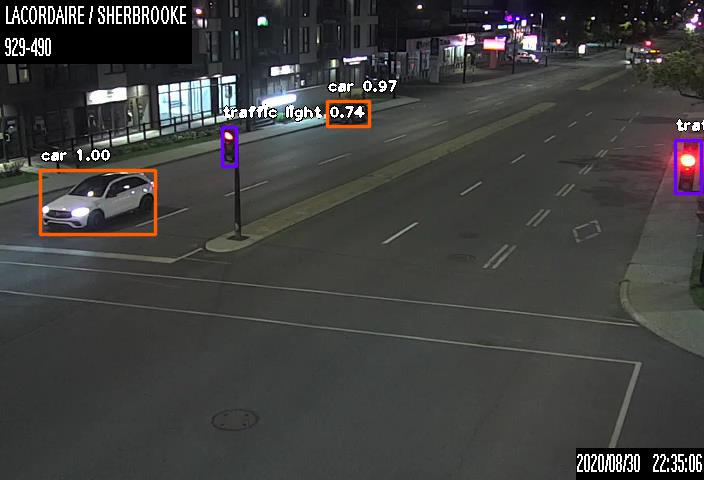 LACORDAIRE / SHERBROOKE
929-490
car 0.97
traffic light 0.74
traf
car 1.00
2020/08/30 22:35:06